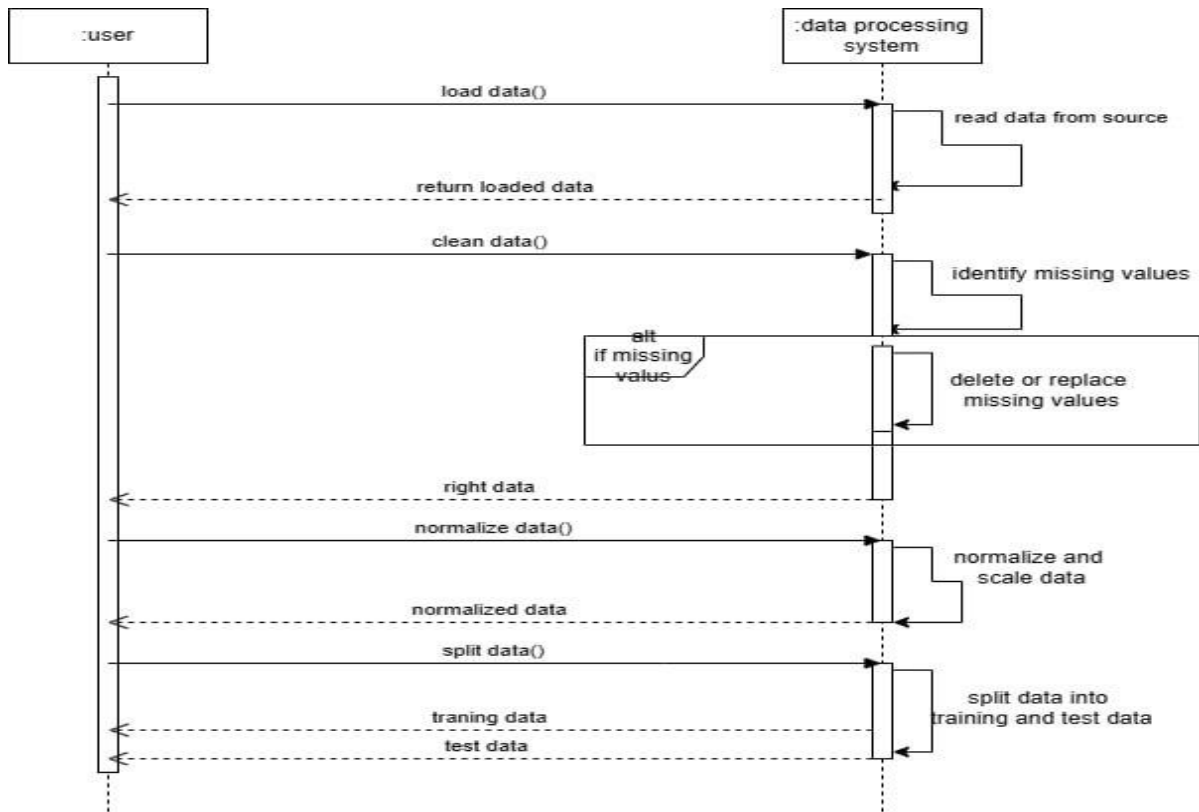 :user
:data processing
system
load data()
read data from source
return loaded data
clean data()
identify missing values
alt
if missing
valus
delete or replace
missing values
right data
normalize data()
normalize and
scale data
normalized data
split data()
split data into
training and test data
traning data
test data